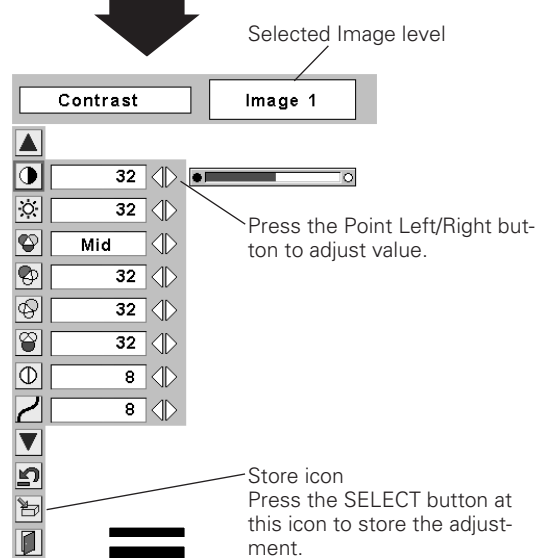 Selected Image level
Contrast
Image 1
32
32
Press the Point Left/Right but-
ton to adjust value.
Mid
32
32
32
8
8
Store icon
Press the SELECT button at
this icon to store the adjust-
ment.